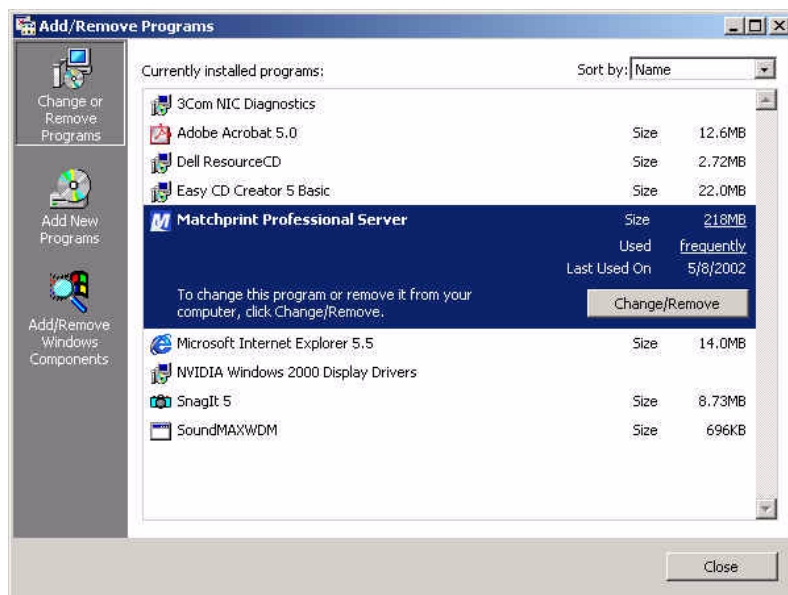 Add/Remove Programs
Change or
Remove
Programs
Add New
Programs
Add/Remove
Windows
Components
Currently installed programs:
Sort by: Name
3Com NIC Diagnostics
Adobe Acrobat 5.0 Size 12.6MB
Dell ResourceCD Size 2.72MB
Easy CD Creator 5 Basic Size 22.0MB
Matchprint Professional Server Size 218MB
Used frequently
Last Used On 5/8/2002
To change this program or remove it from your
computer, click Change/Remove.
Change/Remove
Microsoft Internet Explorer 5.5 Size 14.0MB
NVIDIA Windows 2000 Display Drivers
SnagIt 5 Size 8.73MB
SoundMAXWDM Size 696KB
Close